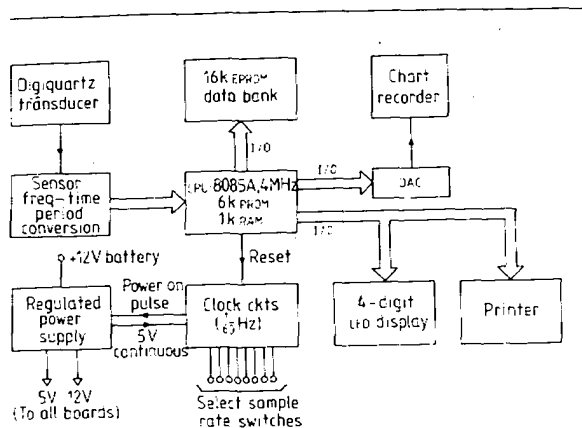 Digiquartz
transducer
16k EPROM
data bank
Chart
recorder
I/O
Sensor
freq-time
period
conversion
CPU 8085A, 4MHz
6k PROM
1k RAM
I/O
DAC
I/O
+12V battery
Reset
Regulated
power
supply
Power on
pulse
5V
continuous
Clock ckts
Hz)
4-digit
LED display
Printer
5V 12V
(To all boards)
Select sample
rate switches